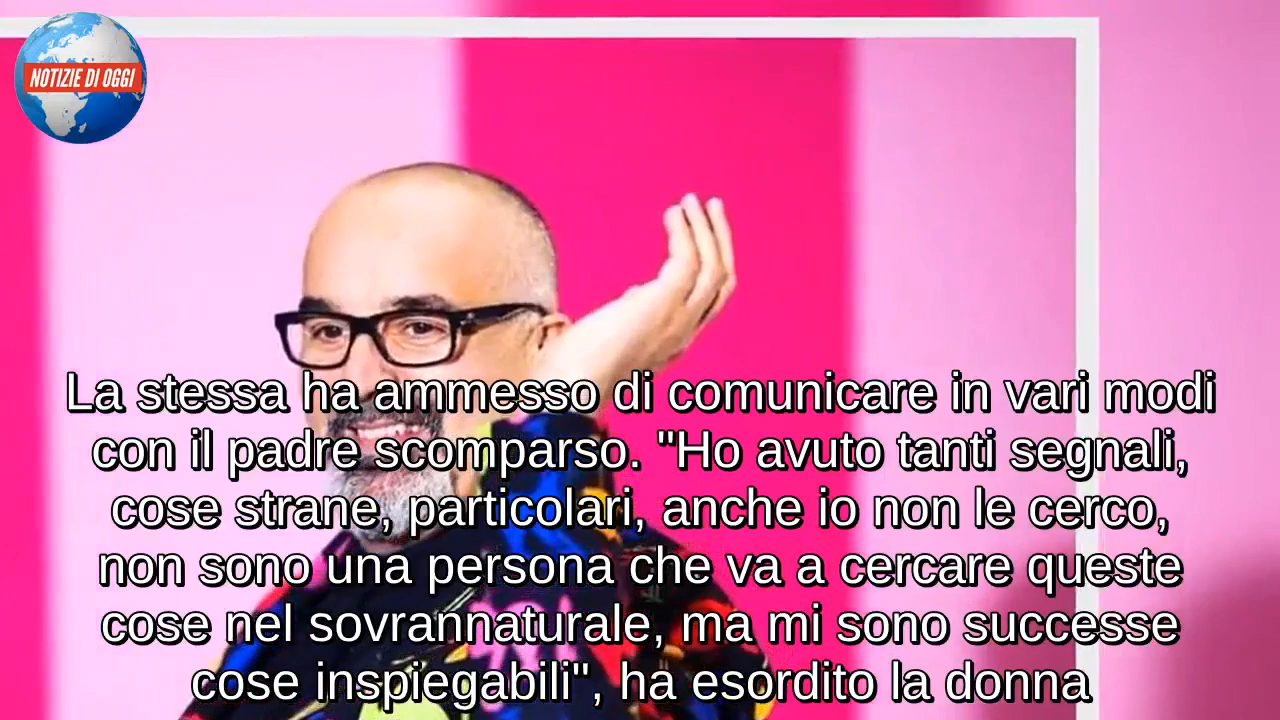 NOTIZIE DI OGGI
La stessa ha ammesso di comunicare in vari modi
con il padre scomparso. "Ho avuto tanti segnali,
cose strane, particolari, anche io non le cerco,
non sono una persona che va a cercare queste
cose nel sovrannaturale, ma mi sono successe
cose inspiegabili", ha esordito la donna